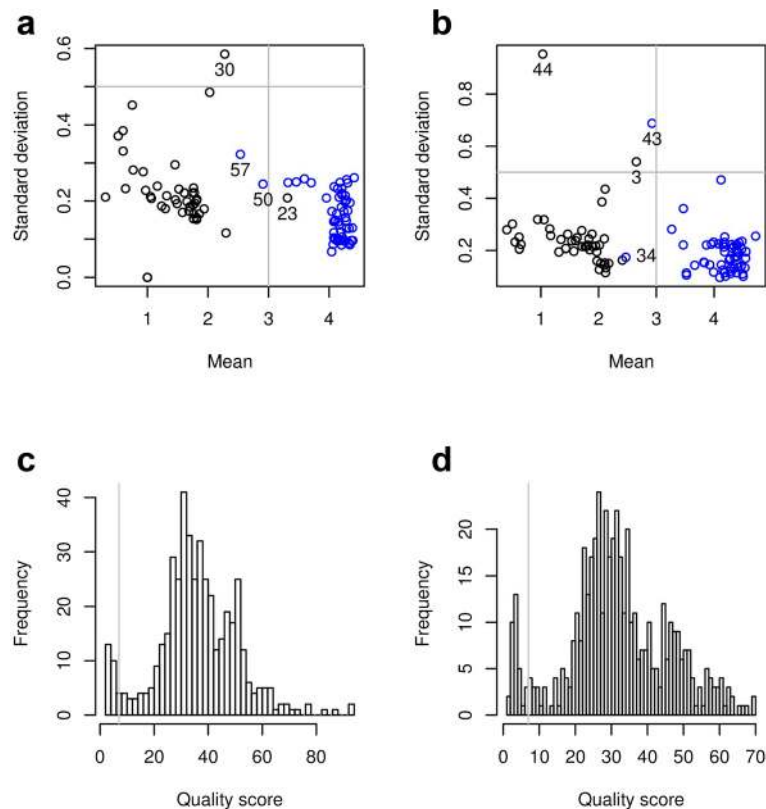 a
b
0.6
0.4
0.2
0.0
Standard deviation
30
57
50
23
1 2 3 4
Mean
0.8
0.6
0.4
0.2
Standard deviation
44
43
3
34
1 2 3 4
Mean
c
d
40
30
20
10
0
Frequency
0 20 40 60 80
Quality score
20
15
10
5
0
Frequency
0 10 20 30 40 50 60 70
Quality score